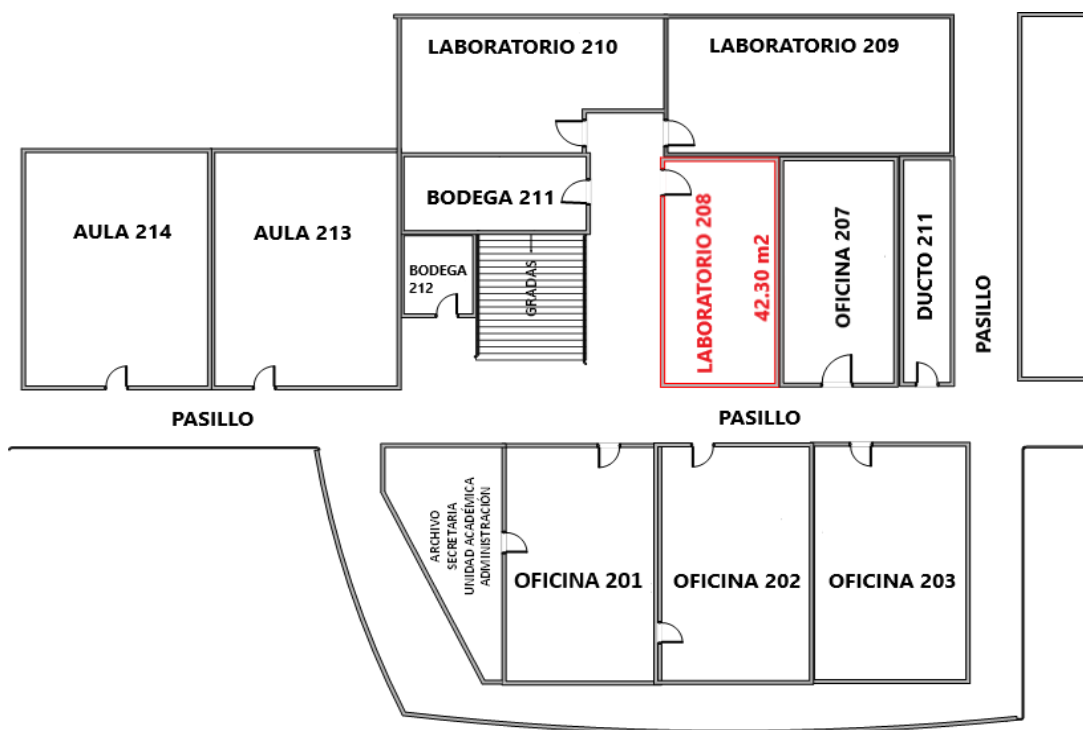 LABORATORIO 210
LABORATORIO 209
AULA 214
AULA 213
BODEGA 211
BODEGA
212
GRADAS
LABORATORIO 208
42.30 m2
OFICINA 207
DUCTO 211
PASILLO
PASILLO
PASILLO
ARCHIVO
SECRETARIA
UNIDAD ACADÉMICA
ADMINISTRACIÓN
OFICINA 201
OFICINA 202
OFICINA 203